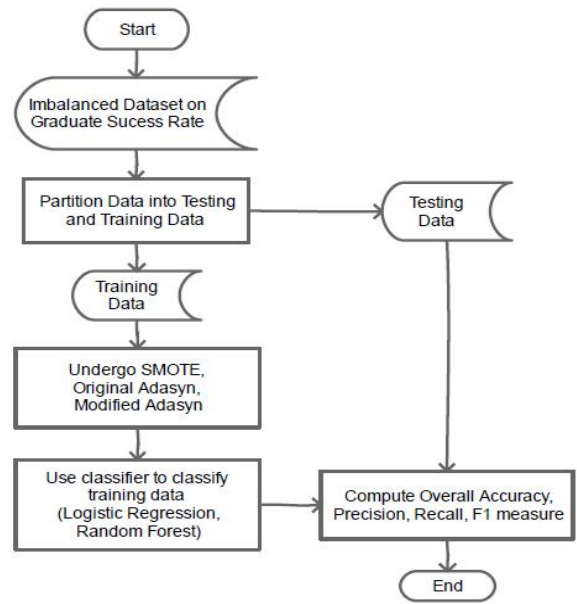 Start
Imbalanced Dataset on
Graduate Sucess Rate
Partition Data into Testing
and Training Data
Testing
Data
Training
Data
Undergo SMOTE,
Original Adasyn,
Modified Adasyn
Use classifier to classify
training data
(Logistic Regression,
Random Forest)
Compute Overall Accuracy,
Precision, Recall, F1 measure
End